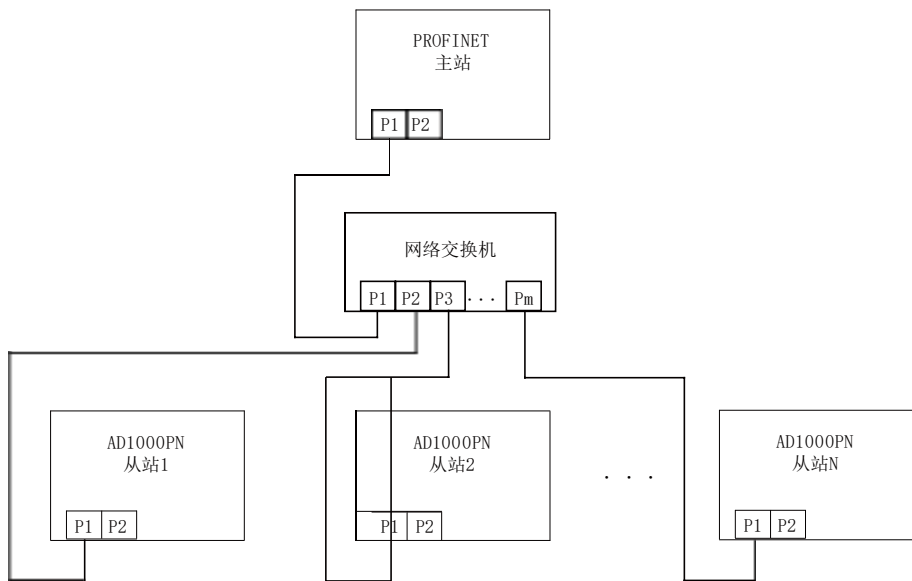 PROFINET
主站
P1 P2
网络交换机
P1 P2 P3 ··· Pm
AD1000PN
从站1
P1 P2
AD1000PN
从站2
P1 P2
· · ·
AD1000PN
从站N
P1 P2